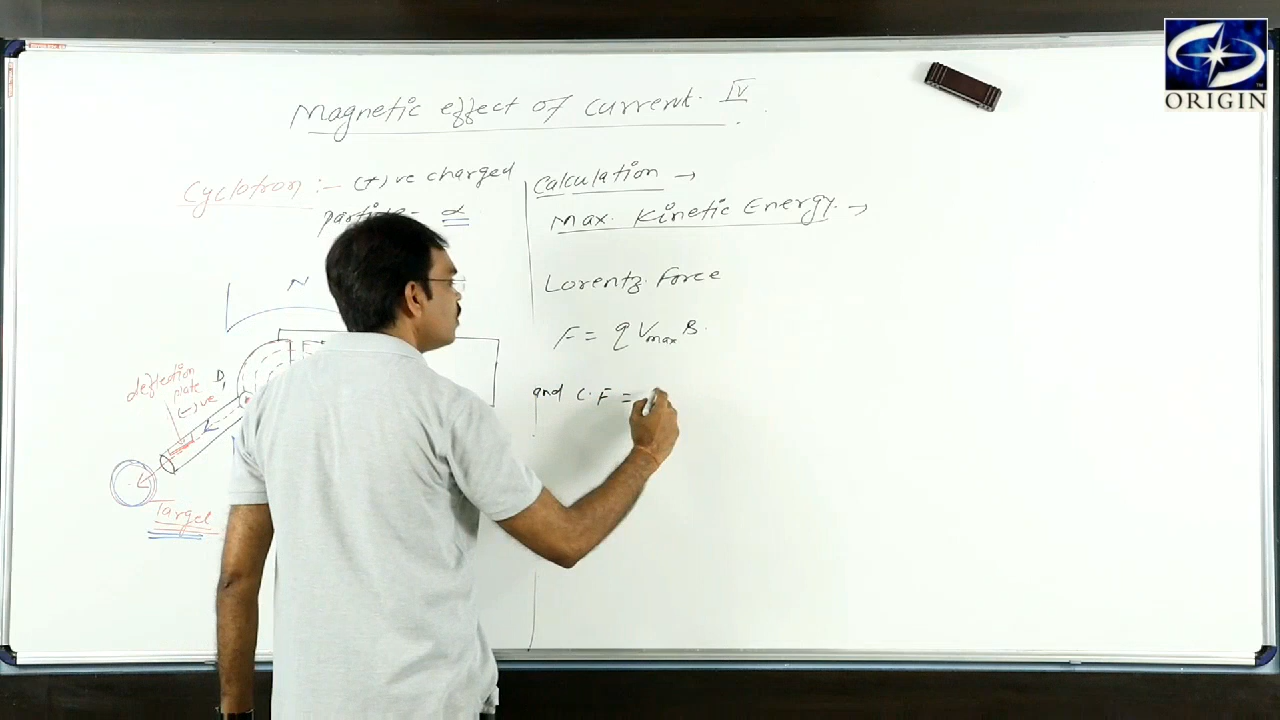 ORIGIN
Magnetic effect of current. IV
Cyclotron :- (+)ve charged
α
N
D1
deflection
plate
(-)ve
Target
Calculation →
Max. Kinetic Energy. →
Lorentz Force
F = q Vmax B.
and C.F =